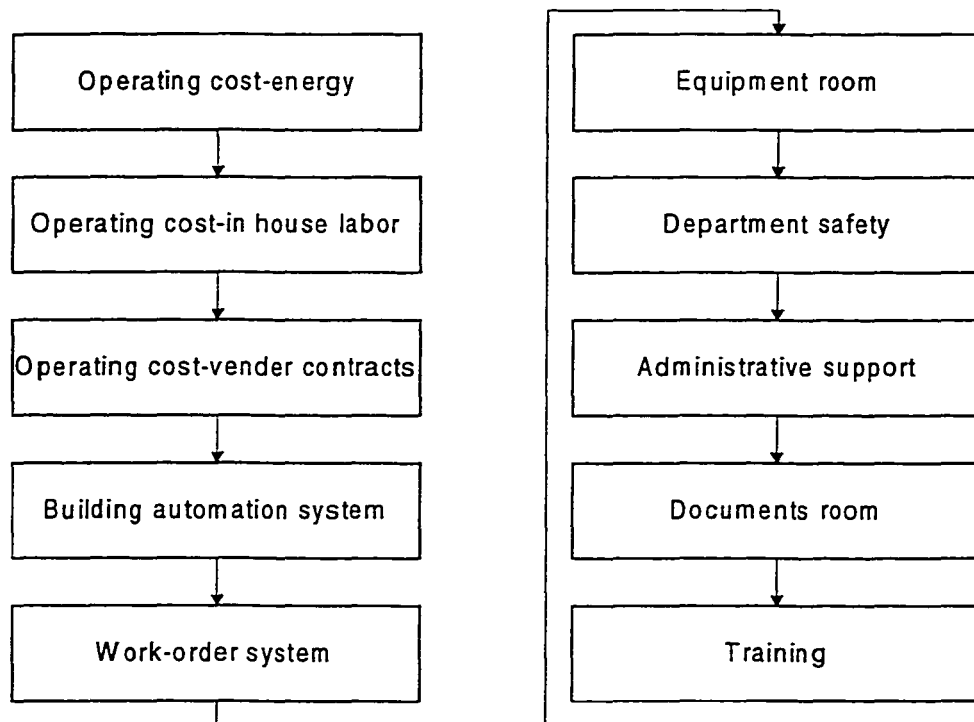 Operating cost-energy
Operating cost-in house labor
Operating cost-vender contracts
Building automation system
Work-order system
Equipment room
Department safety
Administrative support
Documents room
Training